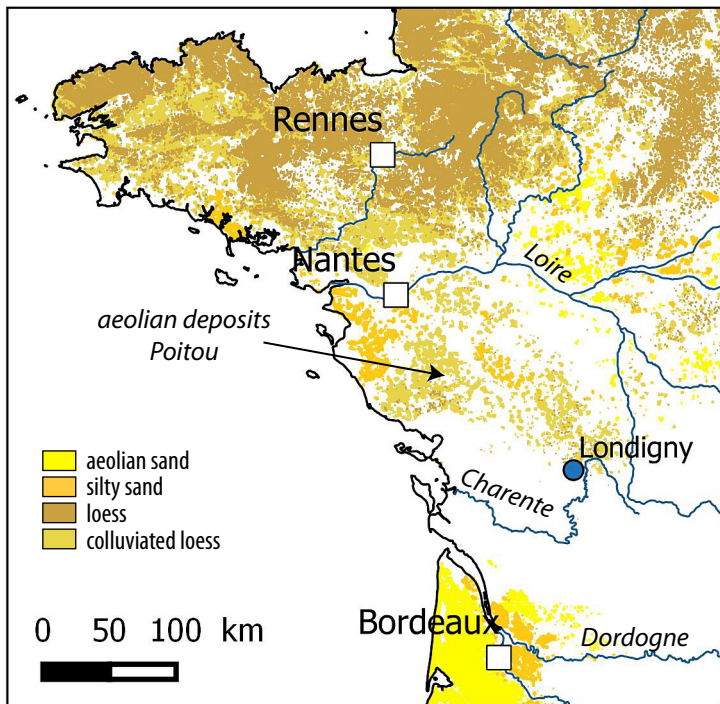 Rennes
Nantes
Loire
aeolian deposits
Poitou
aeolian sand
silty sand
loess
colluviated loess
Londigny
Charente
Bordeaux
Dordogne
0 50 100 km